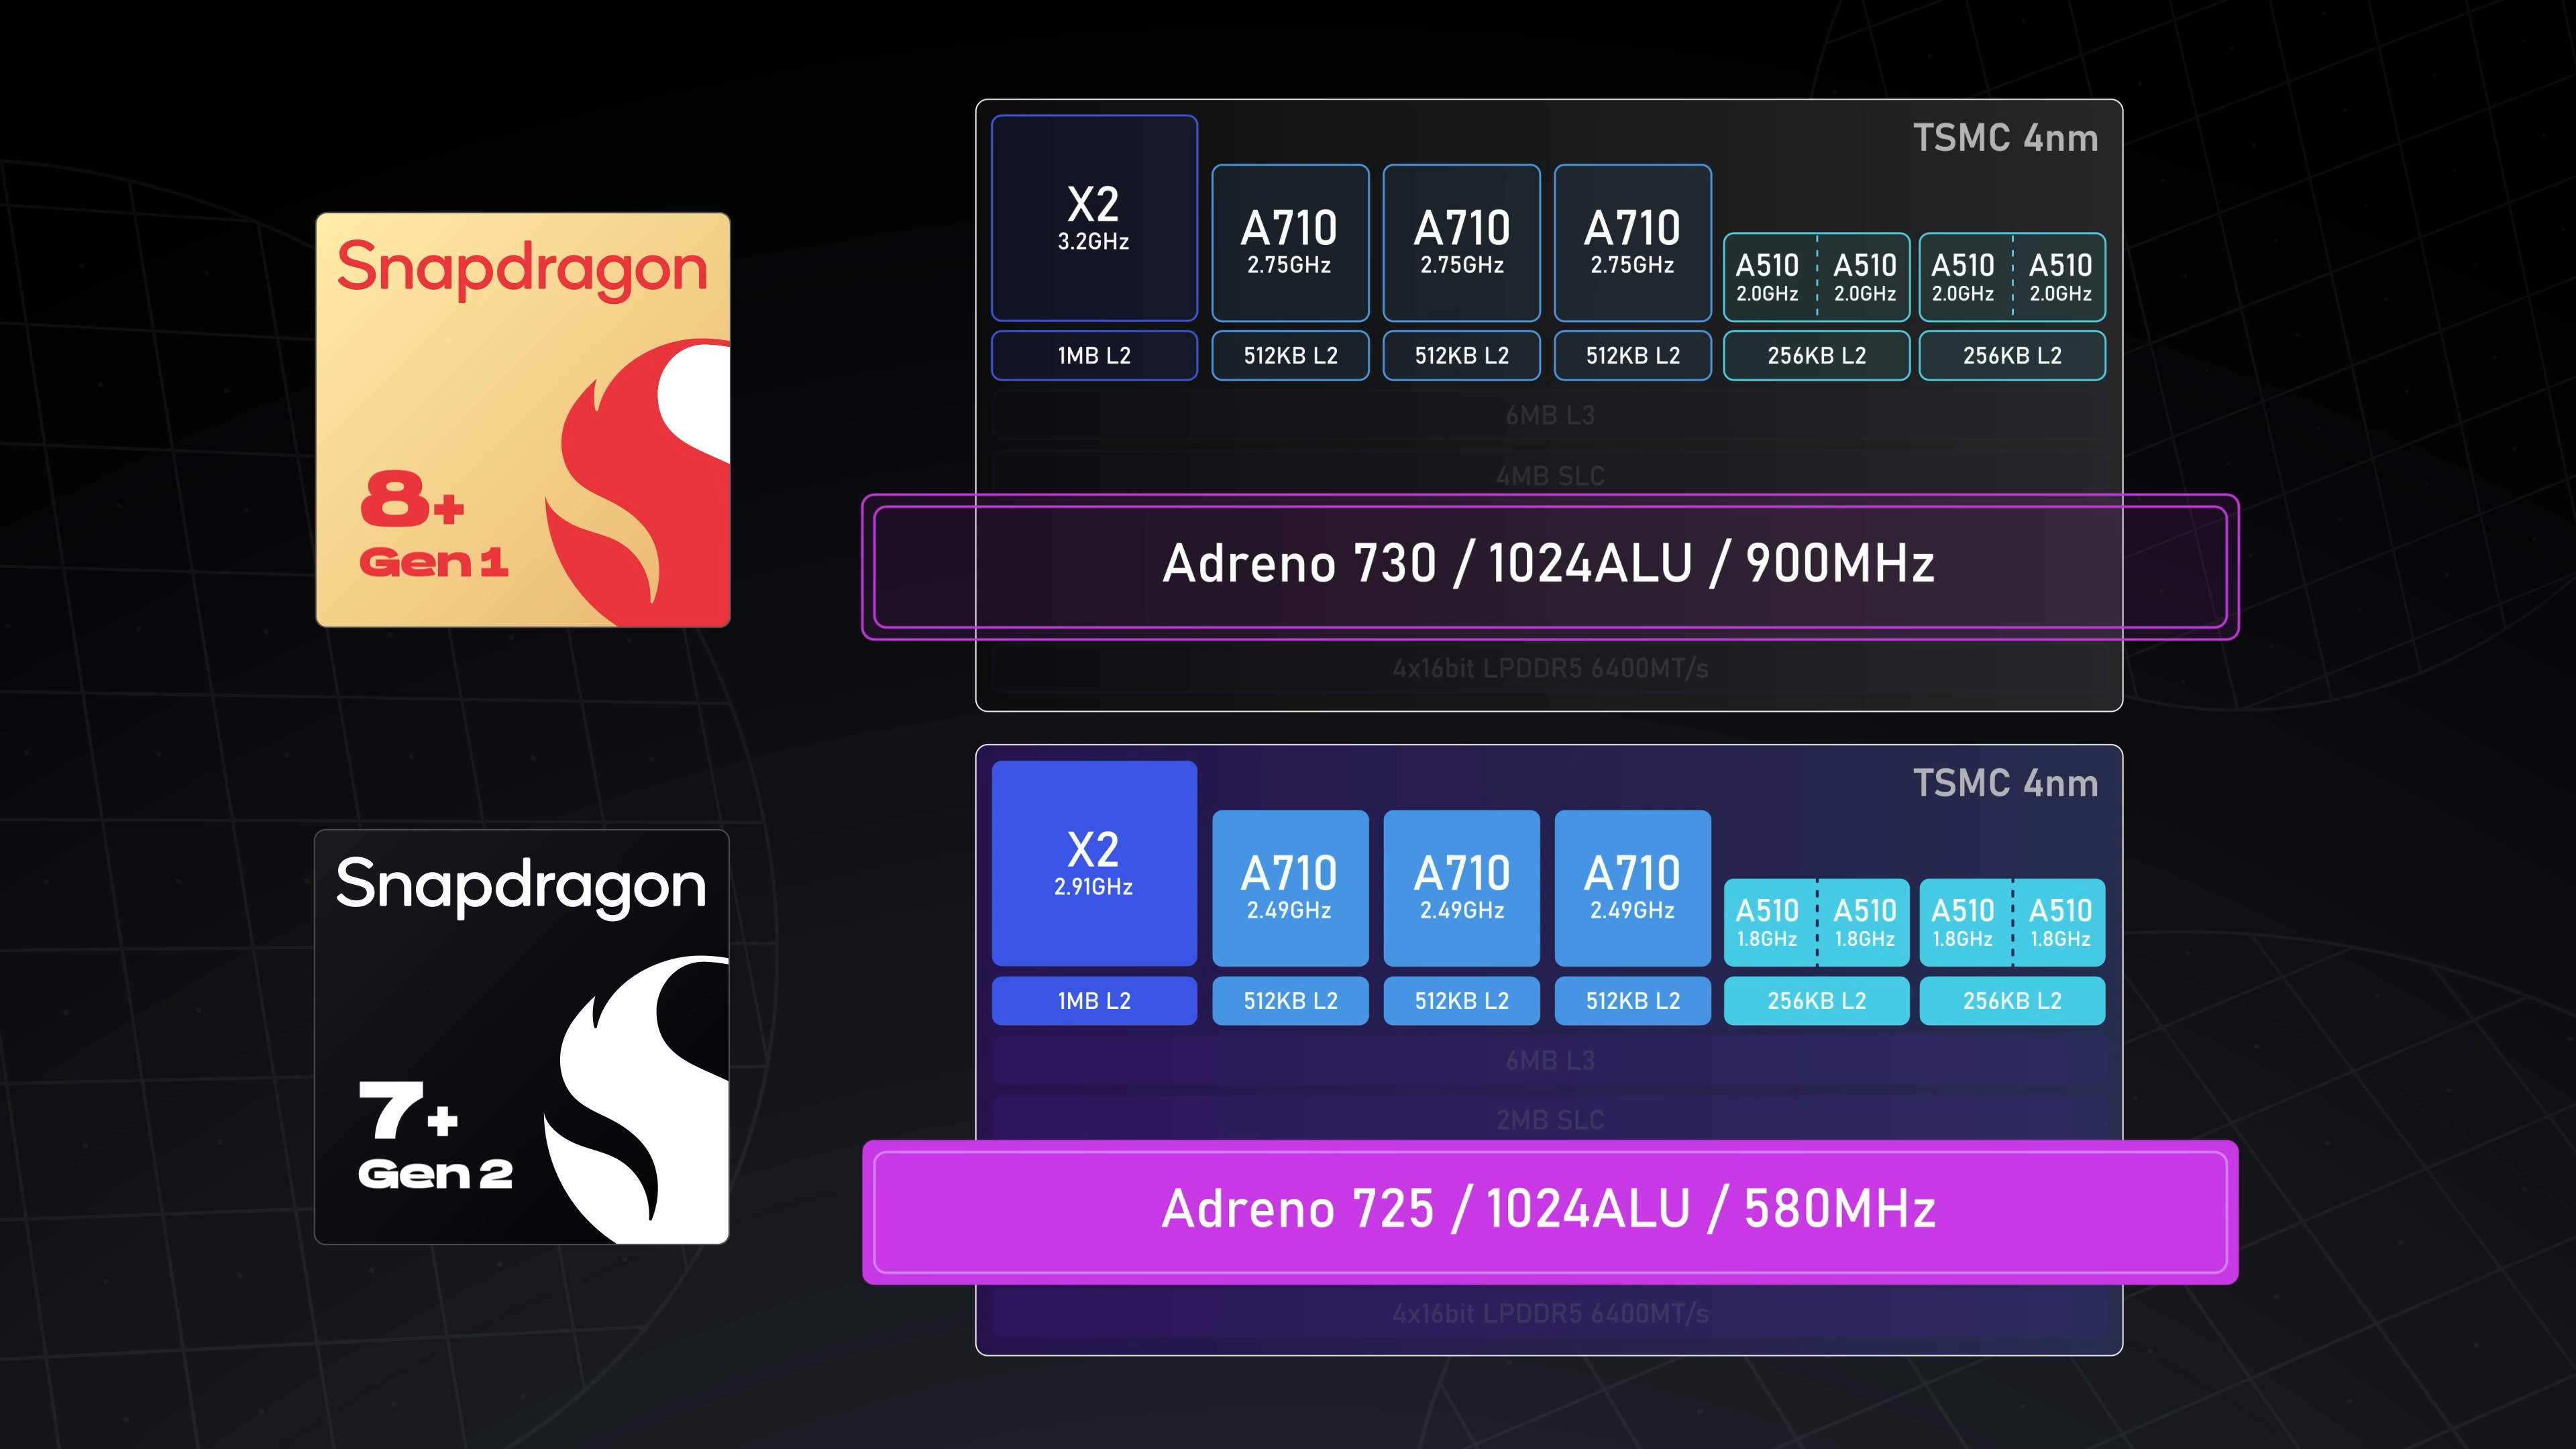 Snapdragon
8+
Gen 1
TSMC 4nm
X2
3.2GHz
A710
2.75GHz
A710
2.75GHz
A710
2.75GHz
A510
2.0GHz
A510
2.0GHz
A510
2.0GHz
A510
2.0GHz
1MB L2
512KB L2
512KB L2
512KB L2
256KB L2
256KB L2
6MB L3
4MB SLC
Adreno 730 / 1024ALU / 900MHz
4x16bit LPDDR5 6400MT/s
Snapdragon
7+
Gen 2
TSMC 4nm
X2
2.91GHz
A710
2.49GHz
A710
2.49GHz
A710
2.49GHz
A510
1.8GHz
A510
1.8GHz
A510
1.8GHz
A510
1.8GHz
1MB L2
512KB L2
512KB L2
512KB L2
256KB L2
256KB L2
6MB L3
2MB SLC
Adreno 725 / 1024ALU / 580MHz
4x16bit LPDDR5 6400MT/s